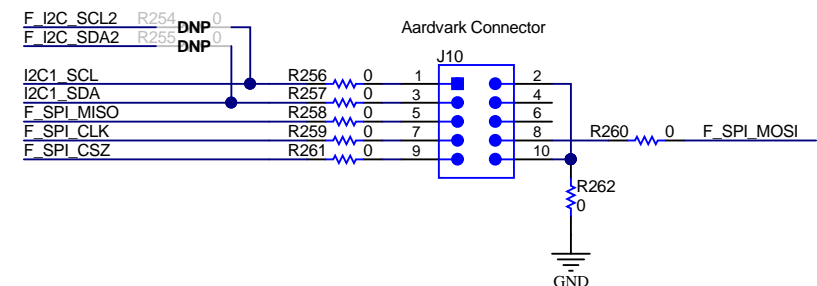 F_I2C_SCL2 R254 DNP 0
F_I2C_SDA2 R255 DNP 0
Aardvark Connector
J10
I2C1_SCL R256 0 1 2
I2C1_SDA R257 0 3 4
F_SPI_MISO R258 0 5 6
F_SPI_CLK R259 0 7 8 R260 0 F_SPI_MOSI
F_SPI_CSZ R261 0 9 10
R262
0
GND